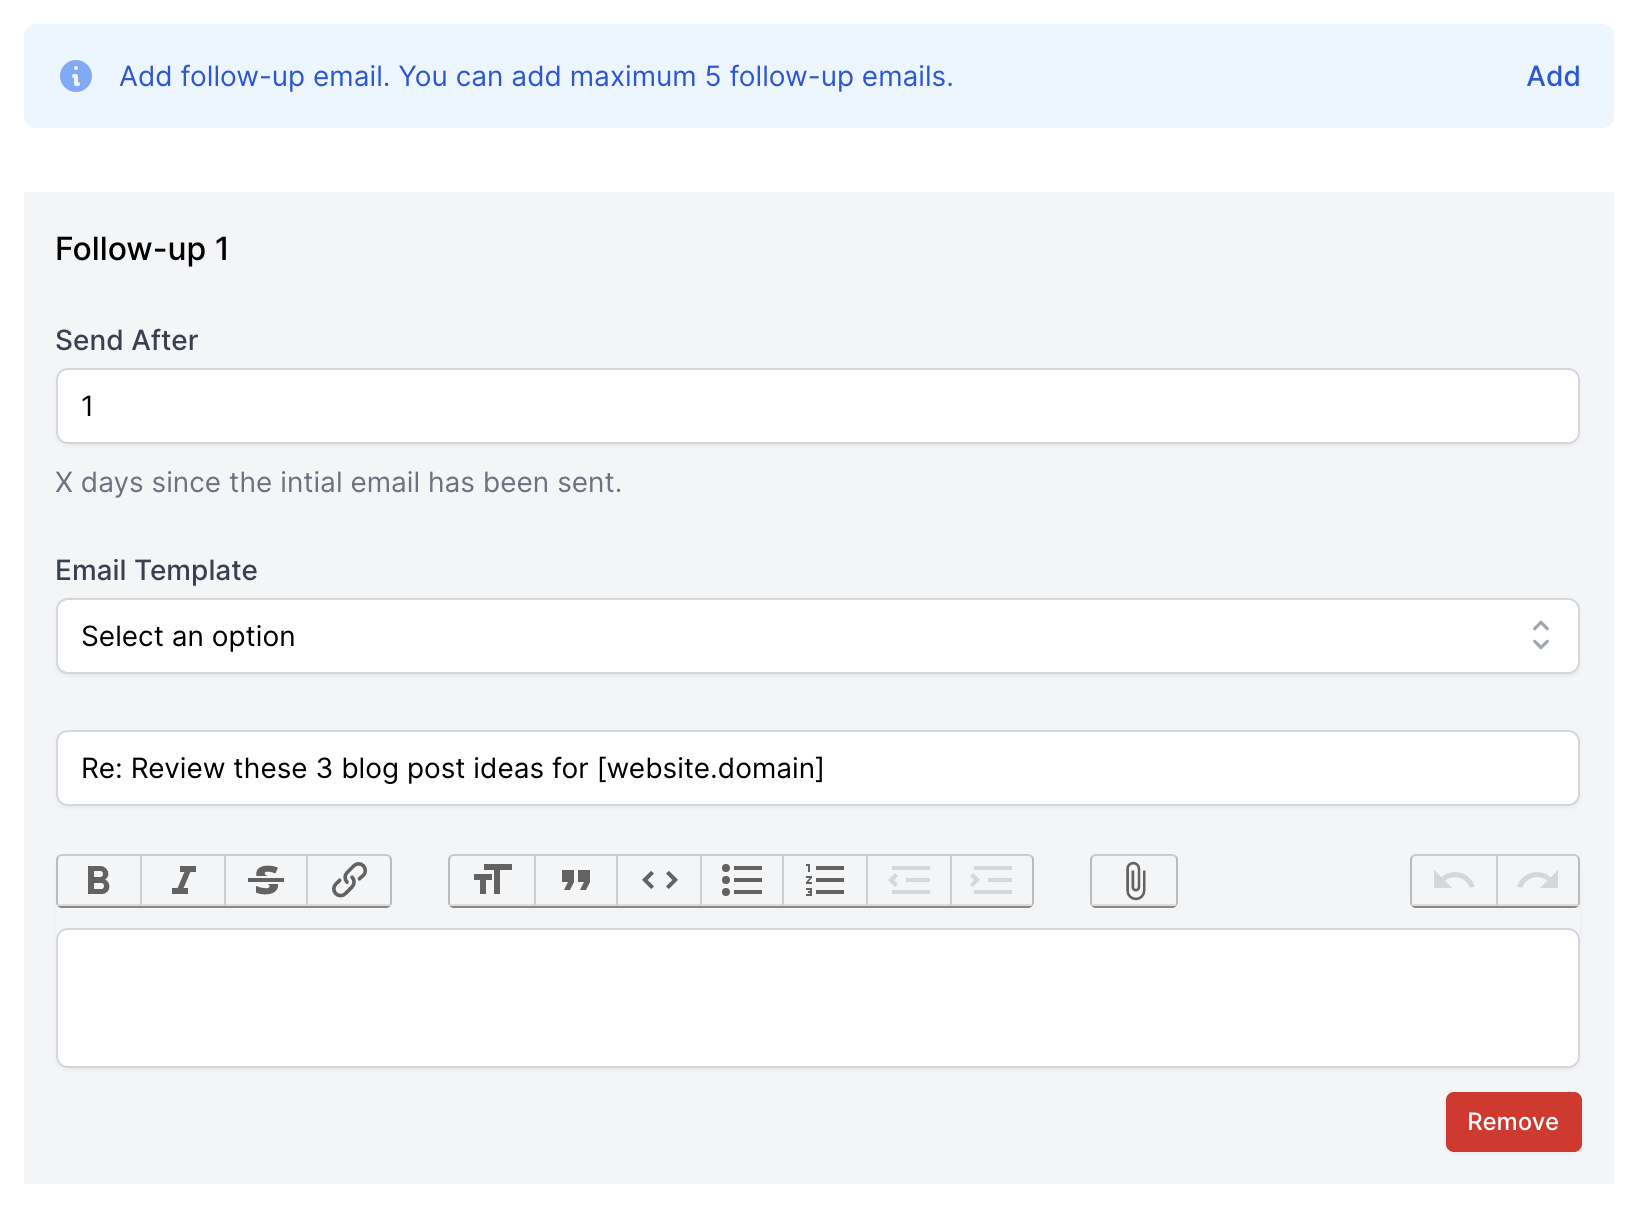 Add follow-up email. You can add maximum 5 follow-up emails.
Add
Follow-up 1
Send After
1
X days since the intial email has been sent.
Email Template
Select an option
Re: Review these 3 blog post ideas for [website.domain]
Remove